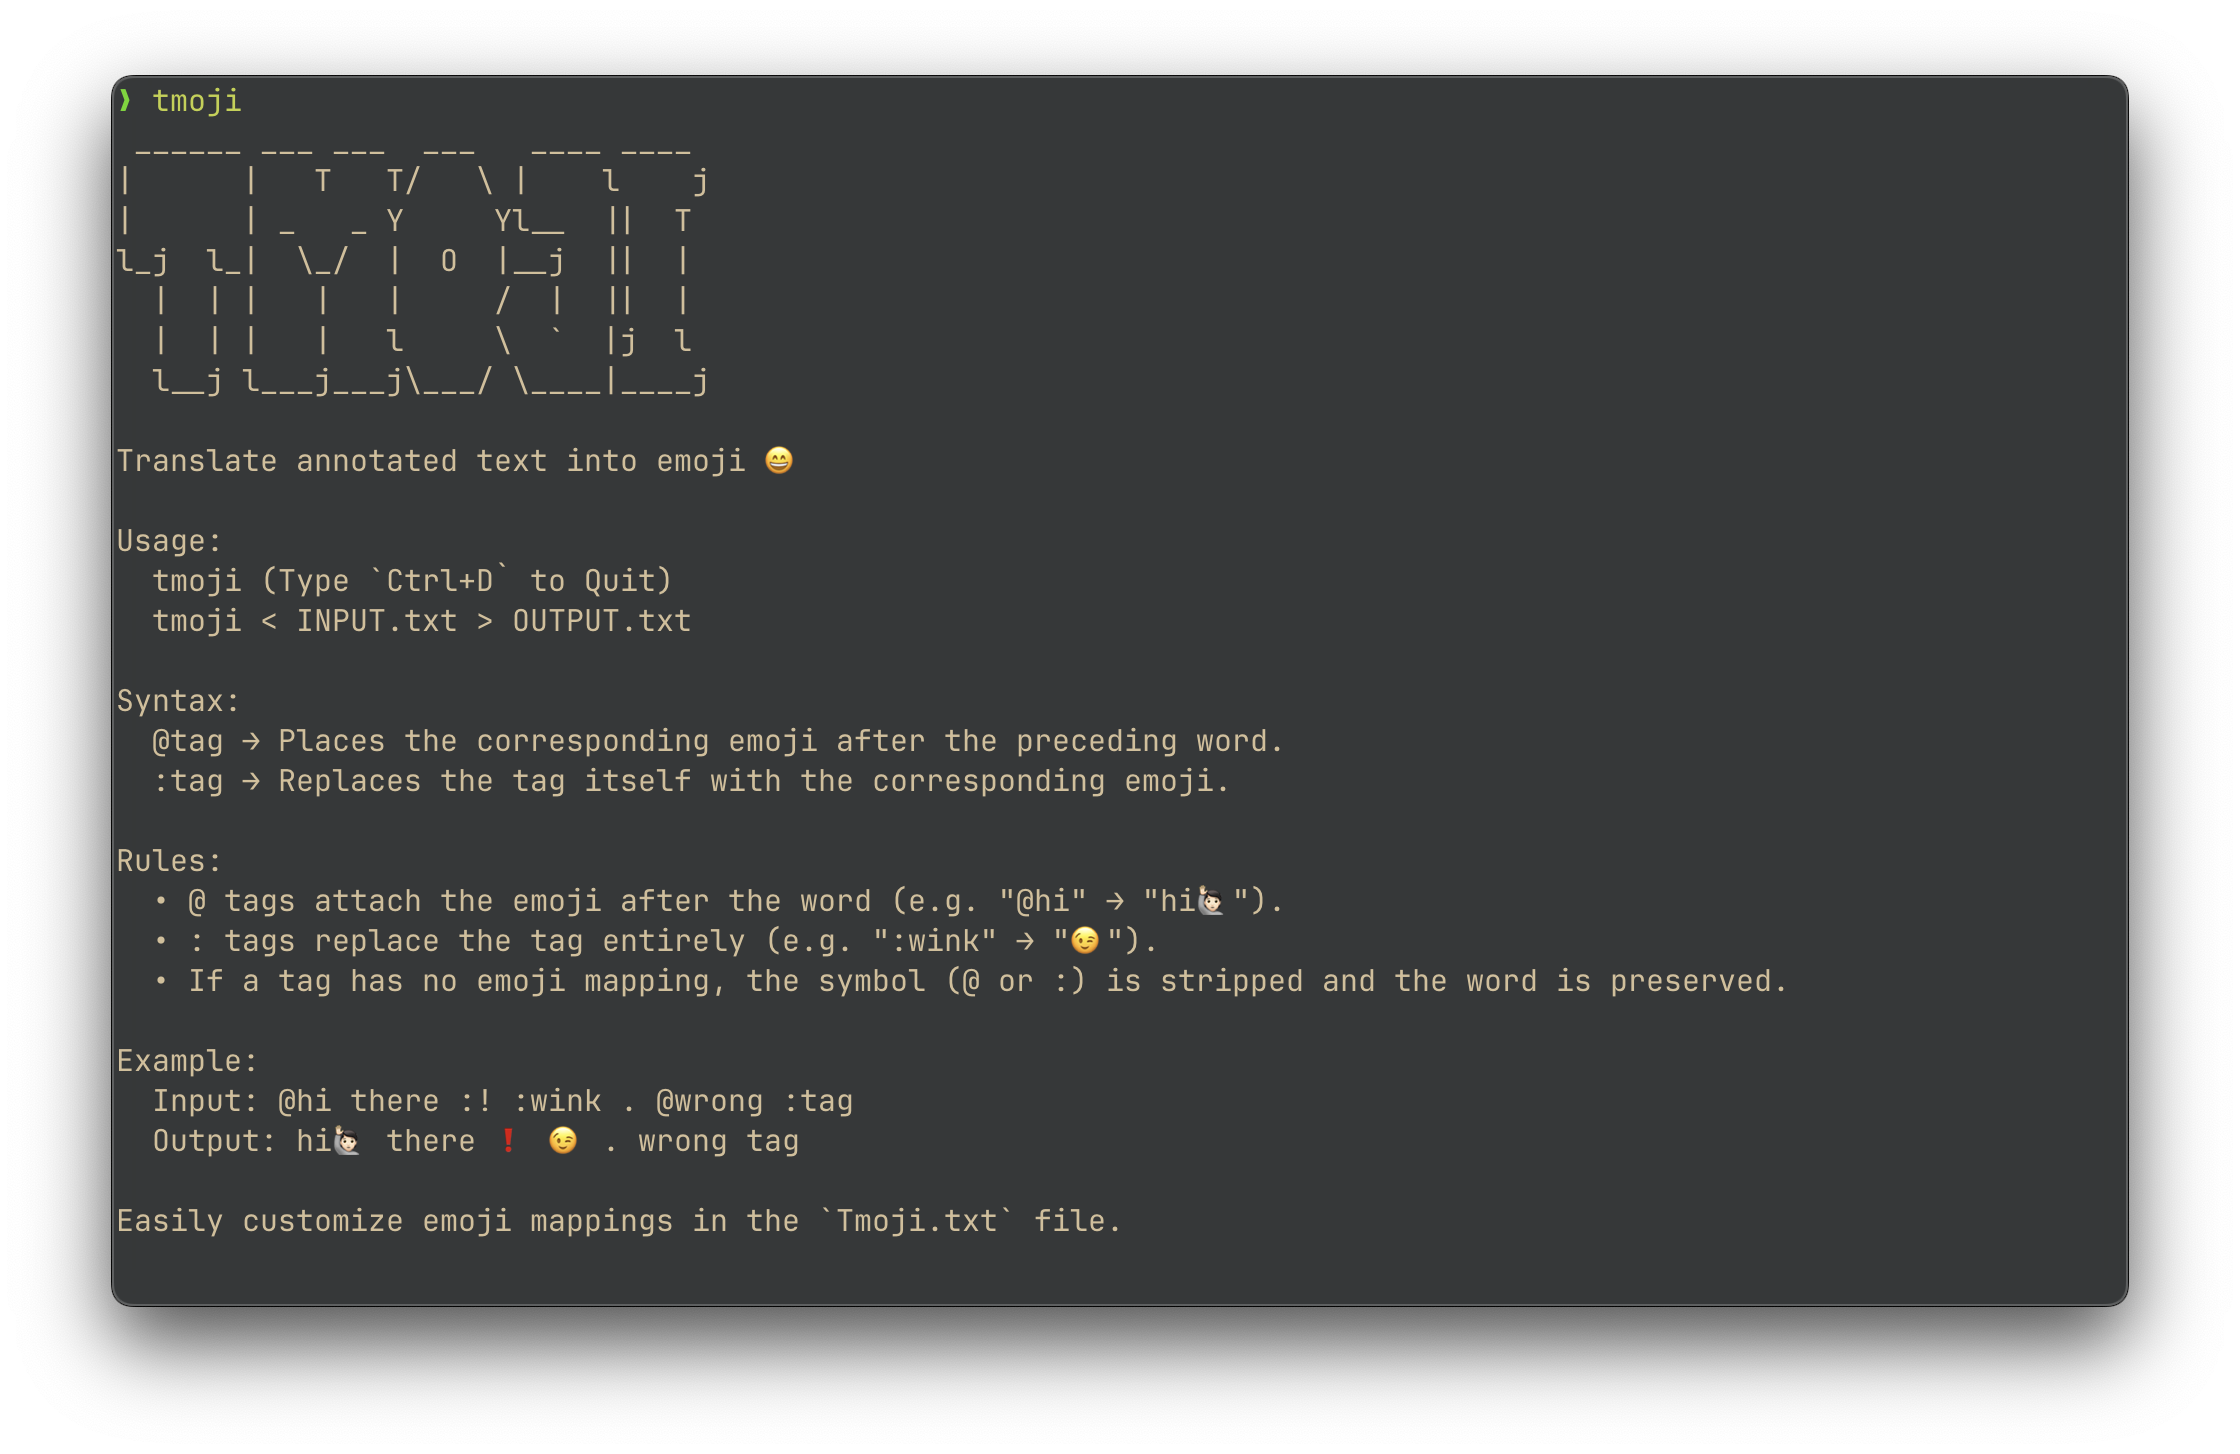 ❱ tmoji
 ______ ___ ___  ___   ____ ____
|      |   T   T/   \ |    l    j
|      | _   _ Y     Yl__  ||  T
l_j  l_|  \_/  |  O  |__j  ||  |
  |  | |   |   |     /  |  ||  |
  |  | |   |   l     \  `  |j  l
  l__j l___j___j\___/ \____|____j
Translate annotated text into emoji 😄
Usage:
  tmoji (Type `Ctrl+D` to Quit)
  tmoji < INPUT.txt > OUTPUT.txt
Syntax:
  @tag → Places the corresponding emoji after the preceding word.
  :tag → Replaces the tag itself with the corresponding emoji.
Rules:
  • @ tags attach the emoji after the word (e.g. "@hi" → "hi🙋🏻").
  • : tags replace the tag entirely (e.g. ":wink" → "😉").
  • If a tag has no emoji mapping, the symbol (@ or :) is stripped and the word is preserved.
Example:
  Input: @hi there :! :wink . @wrong :tag
  Output: hi🙋🏻 there ❗ 😉 . wrong tag
Easily customize emoji mappings in the `Tmoji.txt` file.